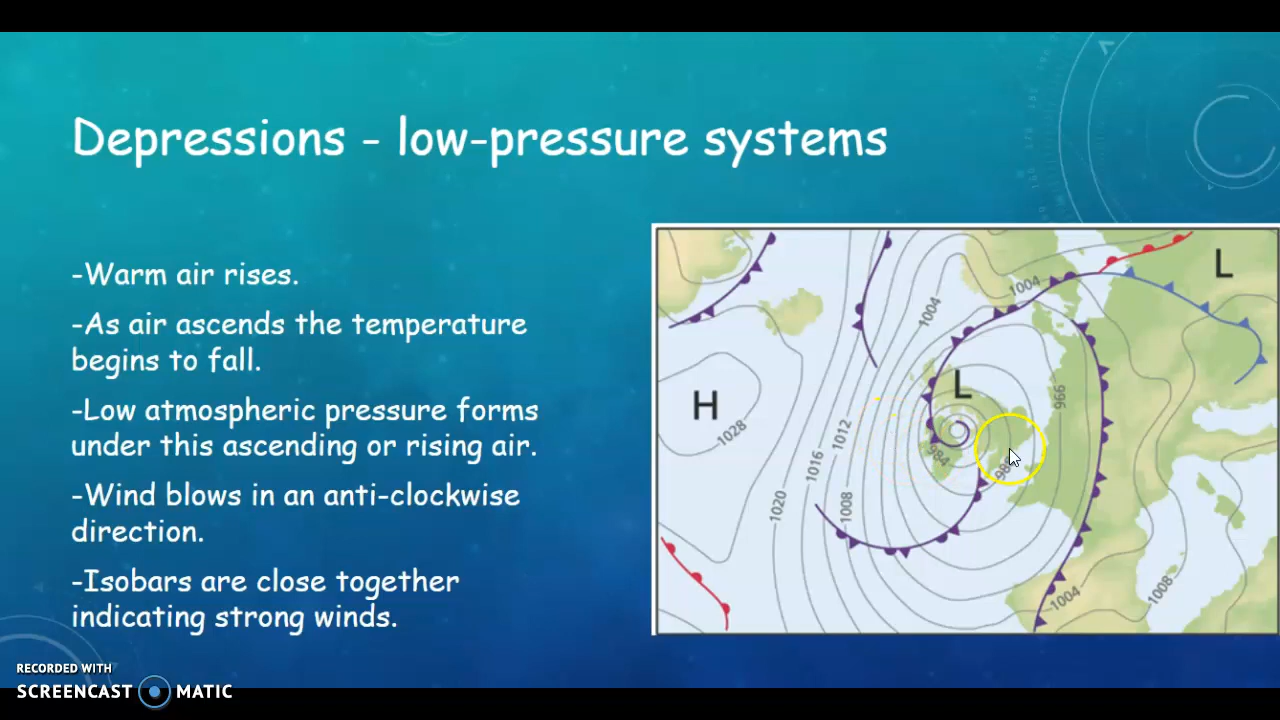 Depressions - low-pressure systems
-Warm air rises.
-As air ascends the temperature
begins to fall.
-Low atmospheric pressure forms
under this ascending or rising air.
-Wind blows in an anti-clockwise
direction.
-Isobars are close together
indicating strong winds.
L
1004
1004
L
996
H
1028
1012
984
1016
1020
1008
1004
1008
RECORDED WITH
SCREENCAST MATIC